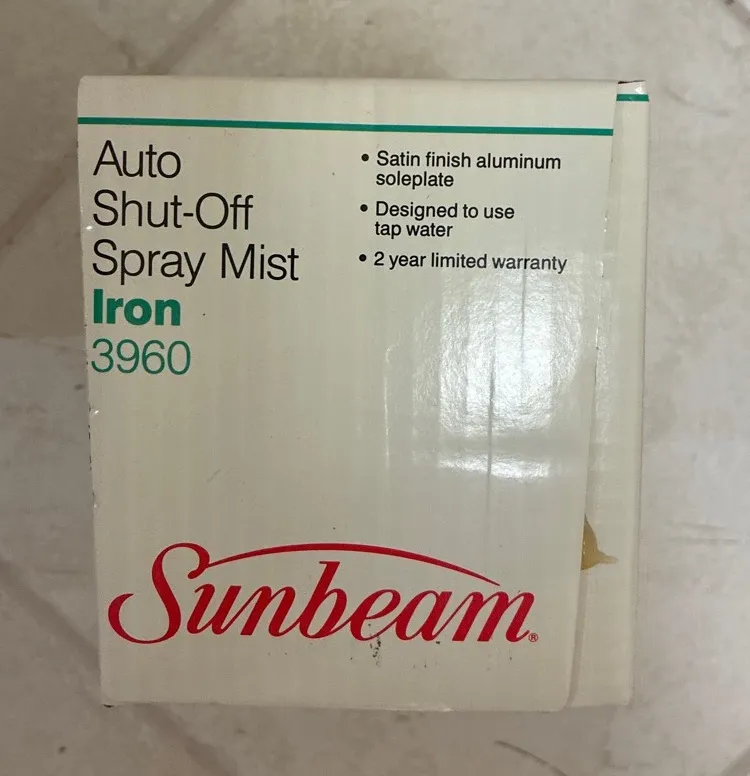 Auto
Shut-Off
Spray Mist
Iron
3960
• Satin finish aluminum
soleplate
• Designed to use
tap water
• 2 year limited warranty
Sunbeam®